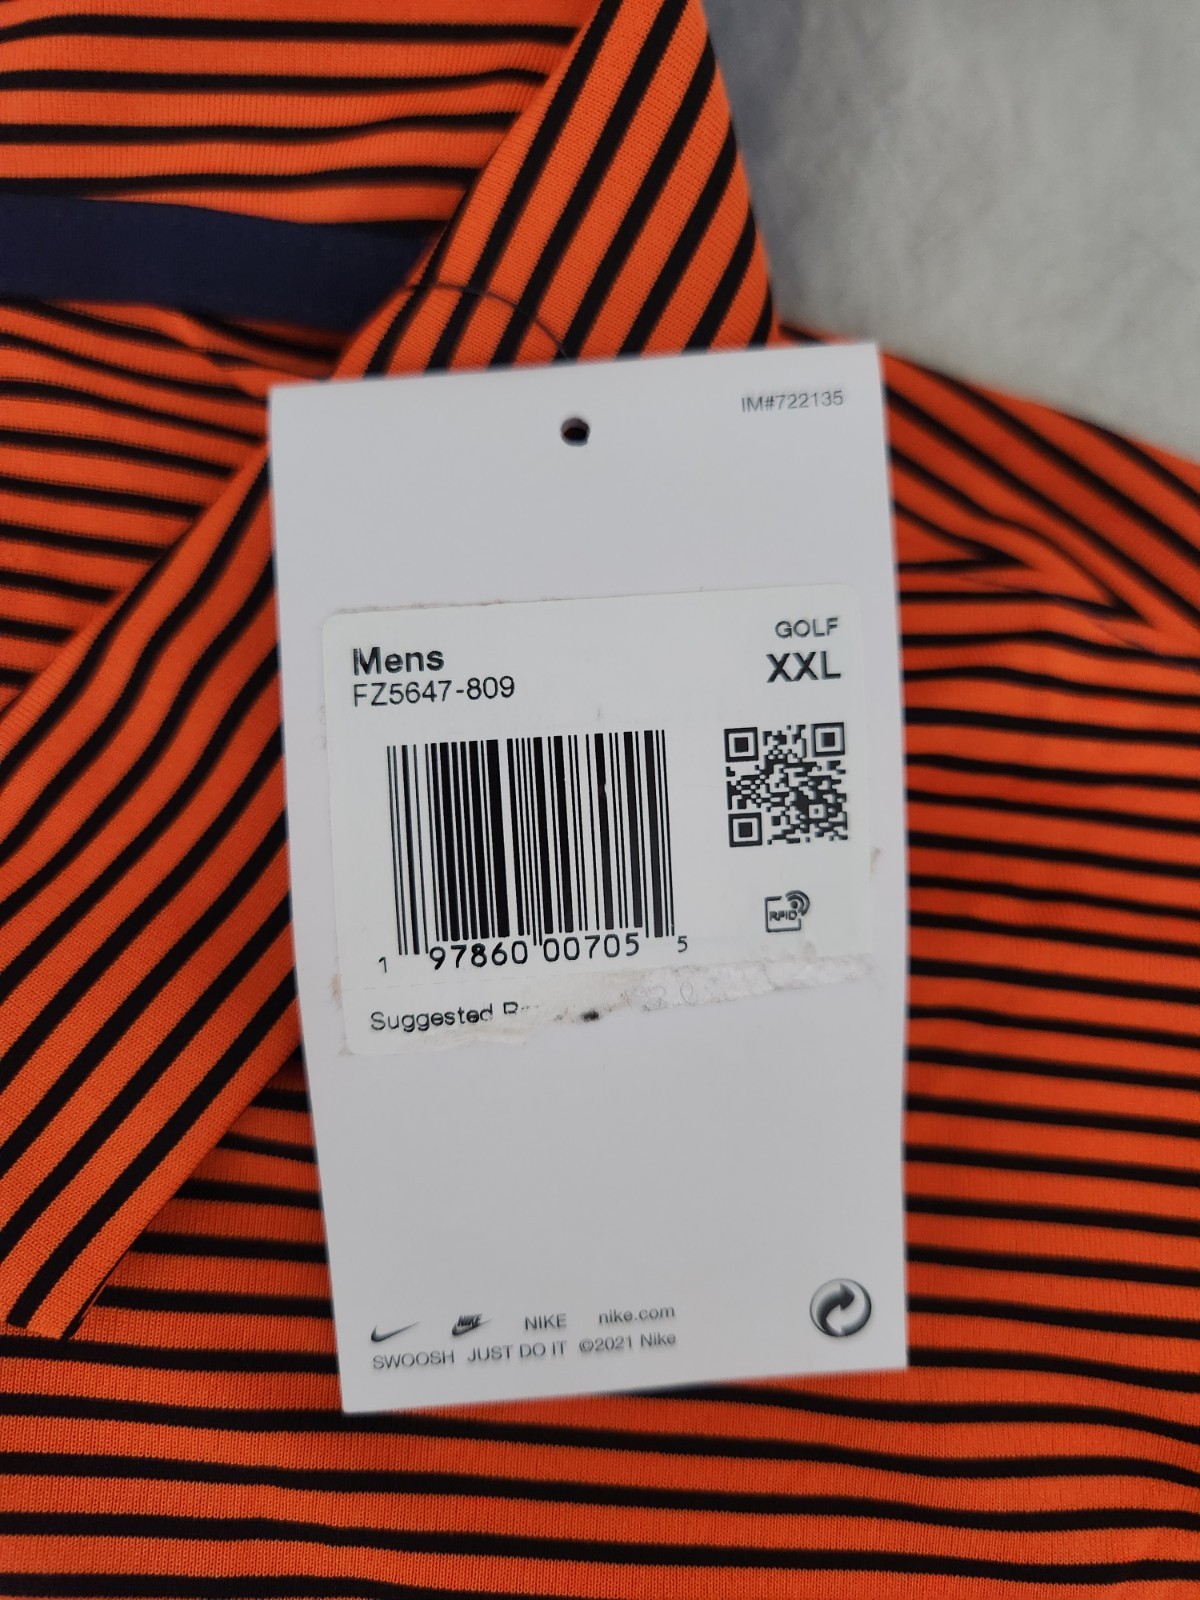 IM#722135
Mens
GOLF
FZ5647-809
XXL
RFID
1 97860 00705 5
Suggested
NIKE
NIKE nike.com
SWOOSH JUST DO IT ©2021 Nike